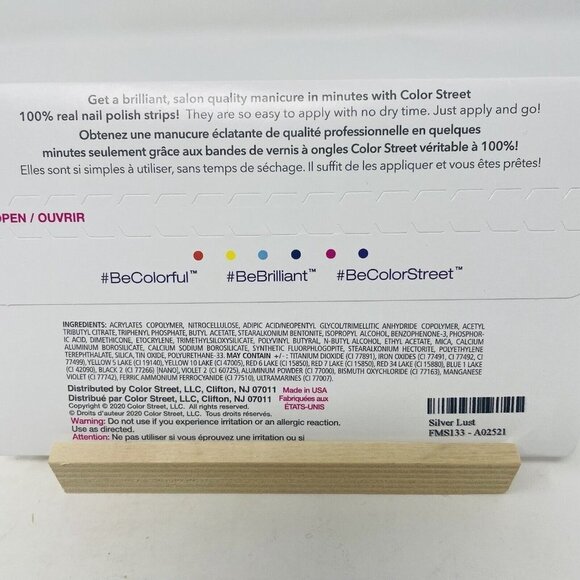 Get a brilliant, salon quality manicure in minutes with Color Street
100% real nail polish strips! They are so easy to apply with no dry time. Just apply and go!
Obtenez une manucure éclatante de qualité professionnelle en quelques
minutes seulement grâce aux bandes de vernis à ongles Color Street véritable à 100%!
Elles sont si simples à utiliser, sans temps de séchage. Il suffit de les appliquer et vous êtes prêtes!
OPEN / OUVRIR
#BeColorful™ #BeBrilliant™ #BeColorStreet™
INGREDIENTS: ACRYLATES COPOLYMER, NITROCELLULOSE, ADIPIC ACID/NEOPENTYL GLYCOL/TRIMELLITIC ANHYDRIDE COPOLYMER, ACETYL
TRIBUTYL CITRATE, TRIPHENYL PHOSPHATE, BUTYL ACETATE, STEARALKONIUM BENTONITE, ISOPROPYL ALCOHOL, BENZOPHENONE-3, PHOSPHOR-
IC ACID, DIMETHICONE, ETOCRYLENE, TRIMETHYLSILOXYSILICATE, POLYVINYL BUTYRAL, N-BUTYL ALCOHOL, ETHYL ACETATE, MICA, CALCIUM
ALUMINUM BOROSILICATE, CALCIUM SODIUM BOROSILICATE, SYNTHETIC FLUORPHLOGOPITE, STEARALKONIUM HECTORITE, POLYETHYLENE
TEREPHTHALATE, SILICA, TIN OXIDE, POLYURETHANE-33. MAY CONTAIN +/- : TITANIUM DIOXIDE (CI 77891), IRON OXIDES (CI 77491, CI 77492, CI
77499), YELLOW 5 LAKE (CI 19140), YELLOW 10 LAKE (CI 47005), RED 6 LAKE (CI 15850), RED 7 LAKE (CI 15850), RED 34 LAKE (CI 15880), BLUE 1 LAKE
(CI 42090), BLACK 2 (CI 77266) [NANO], VIOLET 2 (CI 60725), ALUMINUM POWDER (CI 77000), BISMUTH OXYCHLORIDE (CI 77163), MANGANESE
VIOLET (CI 77742), FERRIC AMMONIUM FERROCYANIDE (CI 77510), ULTRAMARINES (CI 77007).
Distributed by Color Street, LLC, Clifton, NJ 07011 Made in USA
Distribué par Color Street, LLC, Clifton, NJ 07011 Fabriquées aux
ÉTATS-UNIS
Copyright © 2020 Color Street, LLC. All rights reserved.
© Droits d'auteur 2020 Color Street, LLC. Tous droits réservés.
Warning: Do not use if you experience irritation or an allergic reaction.
Use as directed.
Attention: Ne pas utiliser si vous éprouvez une irritation ou si
Silver Lust
FMS133 - A02521